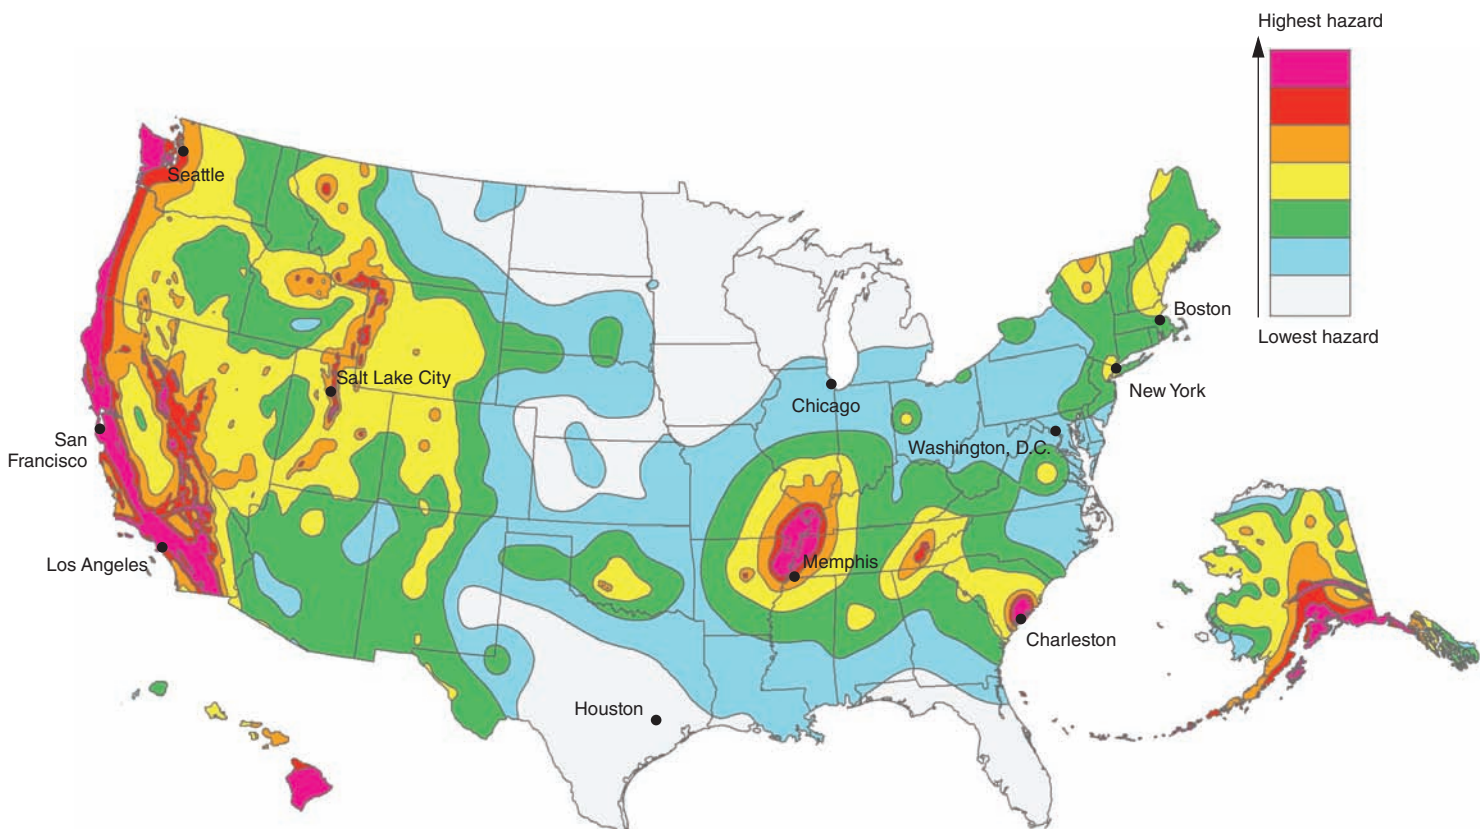 Highest hazard
Lowest hazard
Seattle
Boston
Salt Lake City
New York
Chicago
San
Francisco
Washington, D.C.
Los Angeles
Memphis
Charleston
Houston